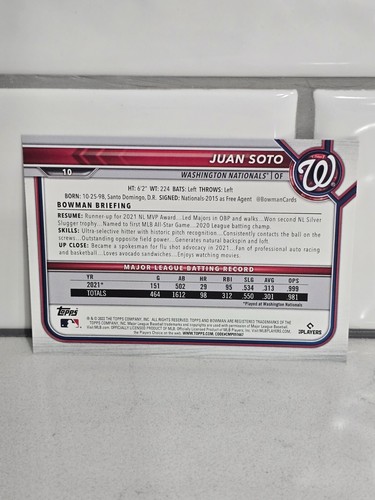 JUAN SOTO
10
WASHINGTON NATIONALS® | OF
HT: 6'2" WT: 224 BATS: Left THROWS: Left
BORN: 10-25-98, Santo Domingo, D.R. SIGNED: Nationals-2015 as Free Agent @BowmanCards
BOWMAN BRIEFING
RESUME: Runner-up for 2021 NL MVP Award...Led Majors in OBP and walks...Won second NL Silver
Slugger trophy...Named to first MLB All-Star Game...2020 League batting champ.
SKILLS: Ultra-selective hitter with historic pitch recognition...Consistently contacts the ball on the
screws...Outstanding opposite field power...Generates natural backspin and loft.
UP CLOSE: Became a spokesman for flu shot advocacy in 2021...Fan of professional auto racing
and basketball...Loves avocado sandwiches...Enjoys watching movies.
MAJOR LEAGUE BATTING RECORD
YR G AB HR RBI SLG AVG OPS
2021* 151 502 29 95 .534 .313 .999
TOTALS 464 1612 98 312 .550 .301 .981
*Played at Washington Nationals
Topps
MLB
PLAYERS
W